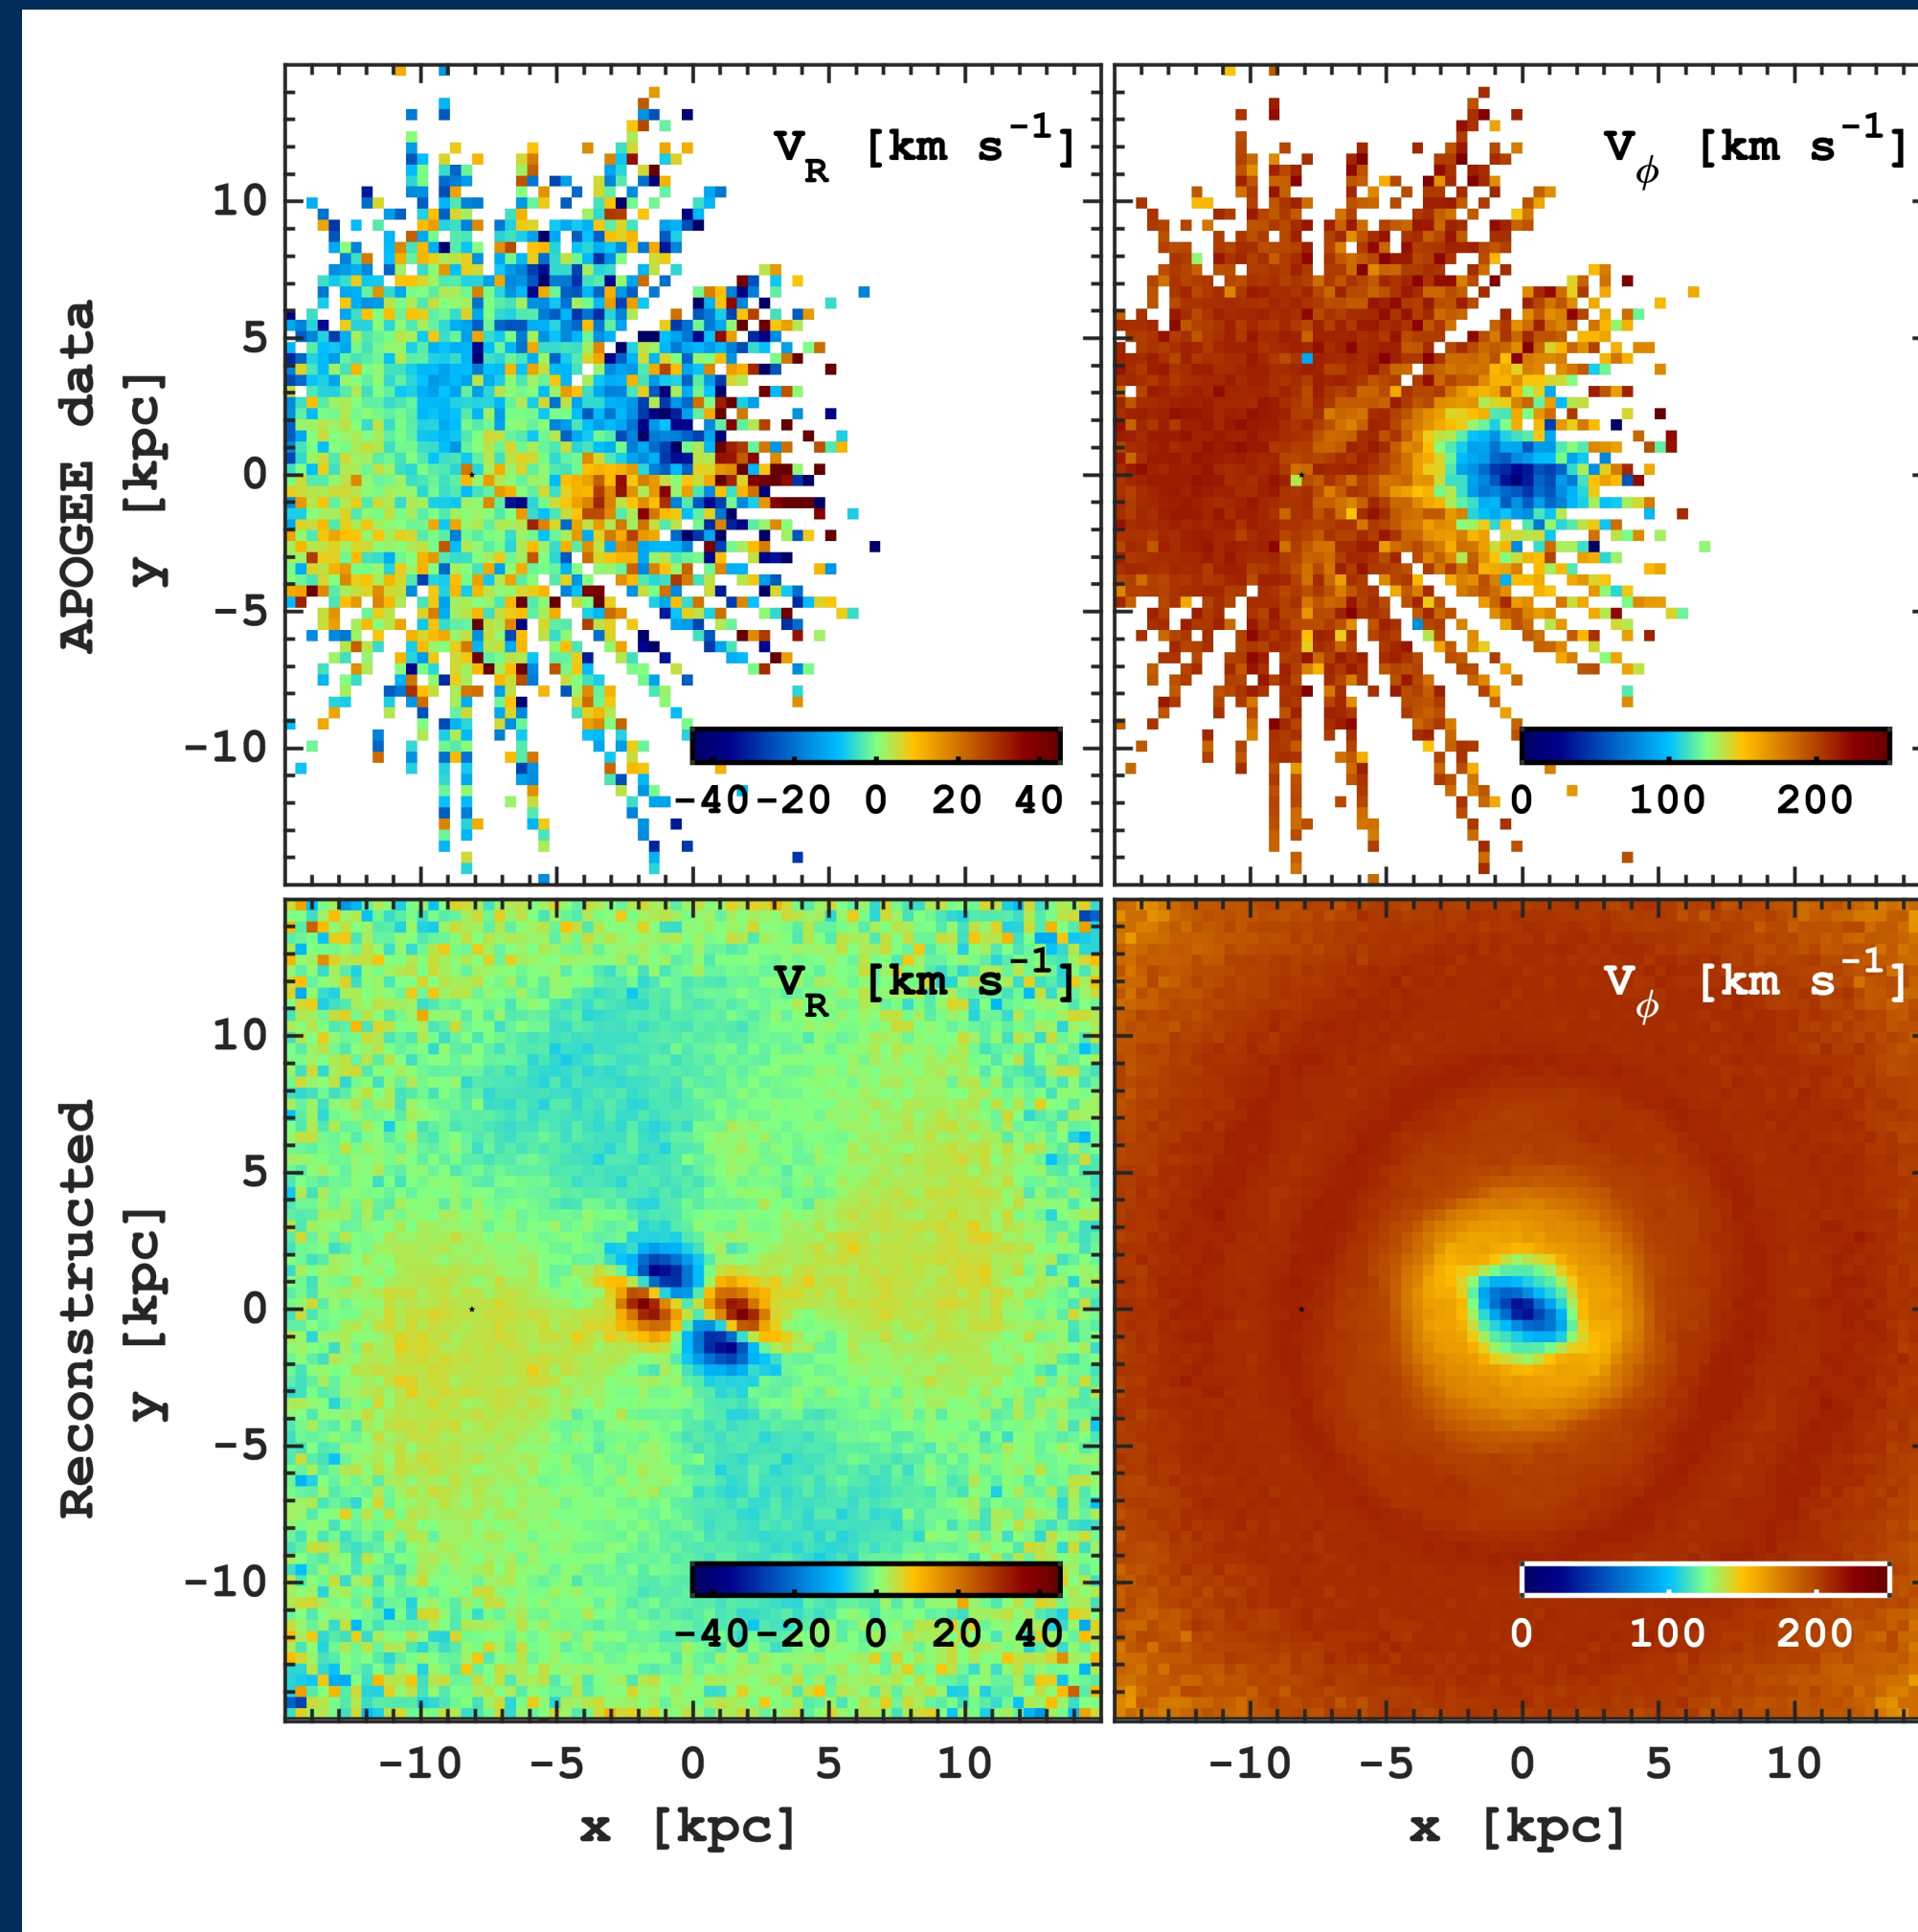 APOGEE data
y [kpc]
10
5
0
−5
−10
V_R [km s⁻¹]
−40 −20 0 20 40
V_ϕ [km s⁻¹]
0 100 200
Reconstructed
y [kpc]
10
5
0
−5
−10
V_R [km s⁻¹]
−40 −20 0 20 40
V_ϕ [km s⁻¹]
0 100 200
−10 −5 0 5 10
x [kpc]
−10 −5 0 5 10
x [kpc]